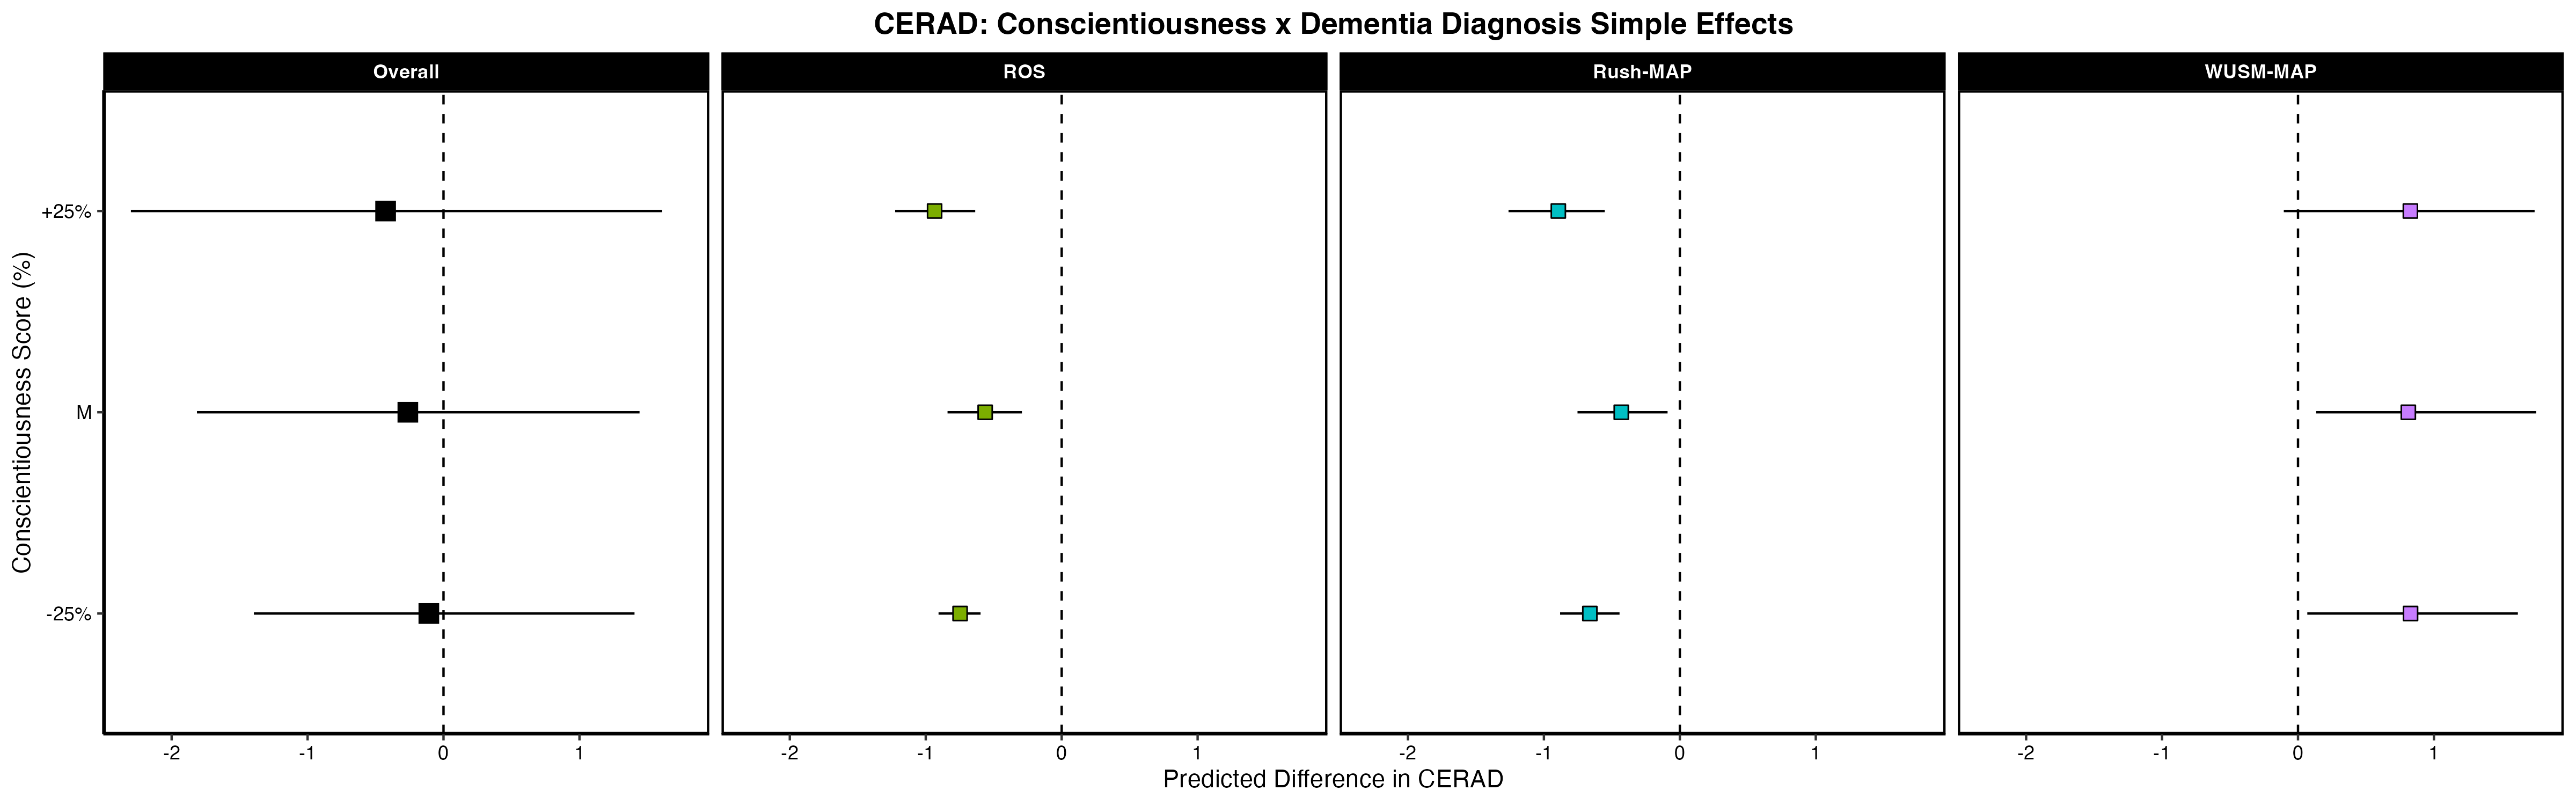 CERAD: Conscientiousness x Dementia Diagnosis Simple Effects
Overall
ROS
Rush-MAP
WUSM-MAP
Conscientiousness Score (%)
+25%
M
-25%
-2 -1 0 1
-2 -1 0 1
-2 -1 0 1
-2 -1 0 1
Predicted Difference in CERAD